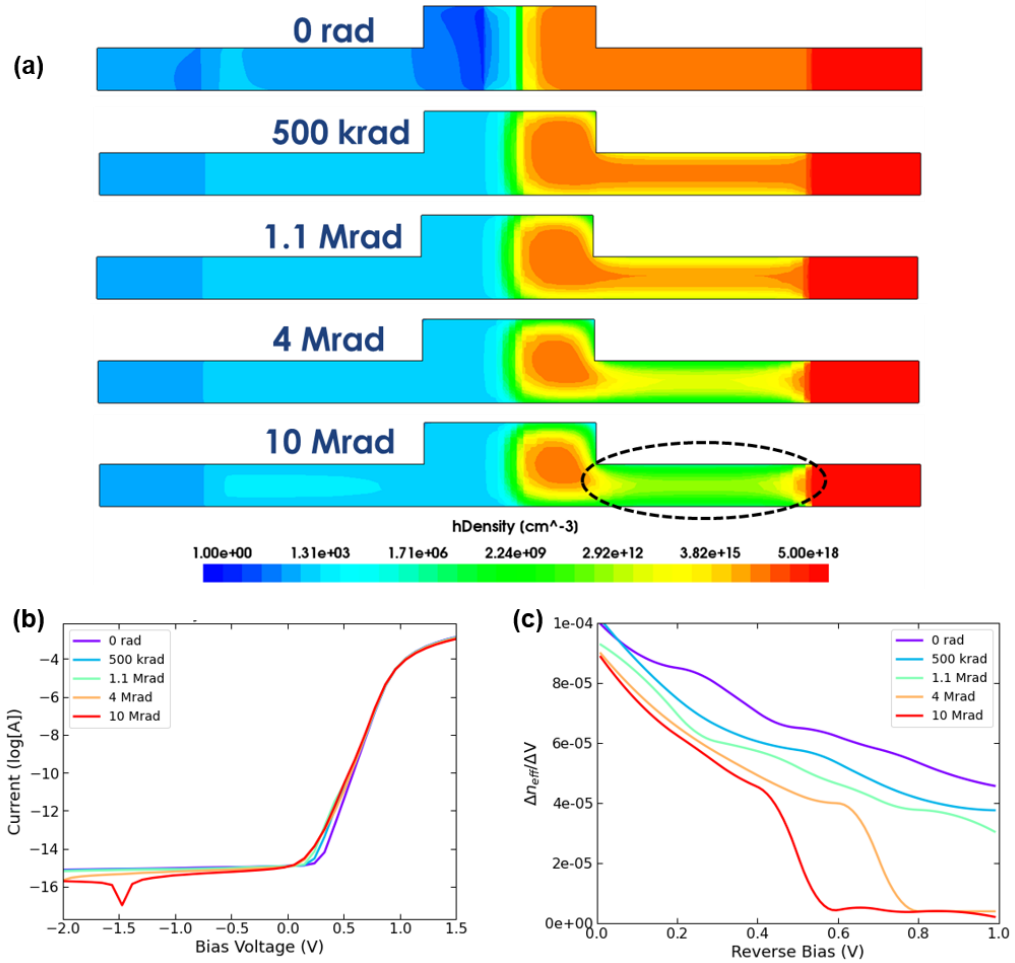 (a)
0 rad
500 krad
1.1 Mrad
4 Mrad
10 Mrad
hDensity [cm^-3]
1.00e+00 1.31e+03 1.71e+06 2.24e+09 2.92e+12 3.82e+15 5.00e+18
(b)
0 rad
500 krad
1.1 Mrad
4 Mrad
10 Mrad
Current (log[A])
−4
−6
−8
−10
−12
−14
−16
−2.0 −1.5 −1.0 −0.5 0.0 0.5 1.0 1.5
Bias Voltage (V)
(c)
0 rad
500 krad
1.1 Mrad
4 Mrad
10 Mrad
Δn_eff/ΔV
1e-04
8e-05
6e-05
4e-05
2e-05
0e+00
0.0 0.2 0.4 0.6 0.8 1.0
Reverse Bias (V)